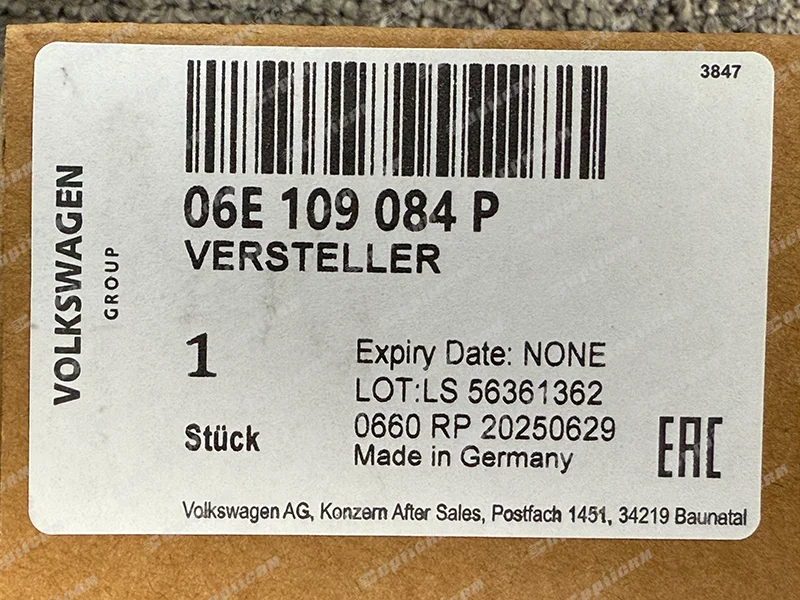 3847
06E 109 084 P
VERSTELLER
VOLKSWAGEN
GROUP
1
Stück
Expiry Date: NONE
LOT:LS 56361362
0660 RP 20250629
Made in Germany
EAC
Volkswagen AG, Konzern After Sales, Postfach 1451, 34219 Baunatal